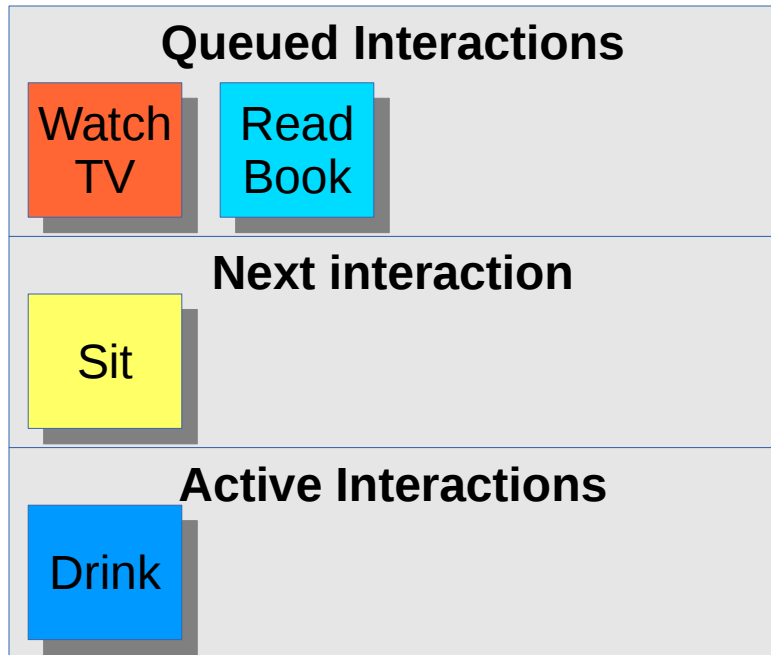 Queued Interactions
Watch
TV
Read
Book
Next interaction
Sit
Active Interactions
Drink